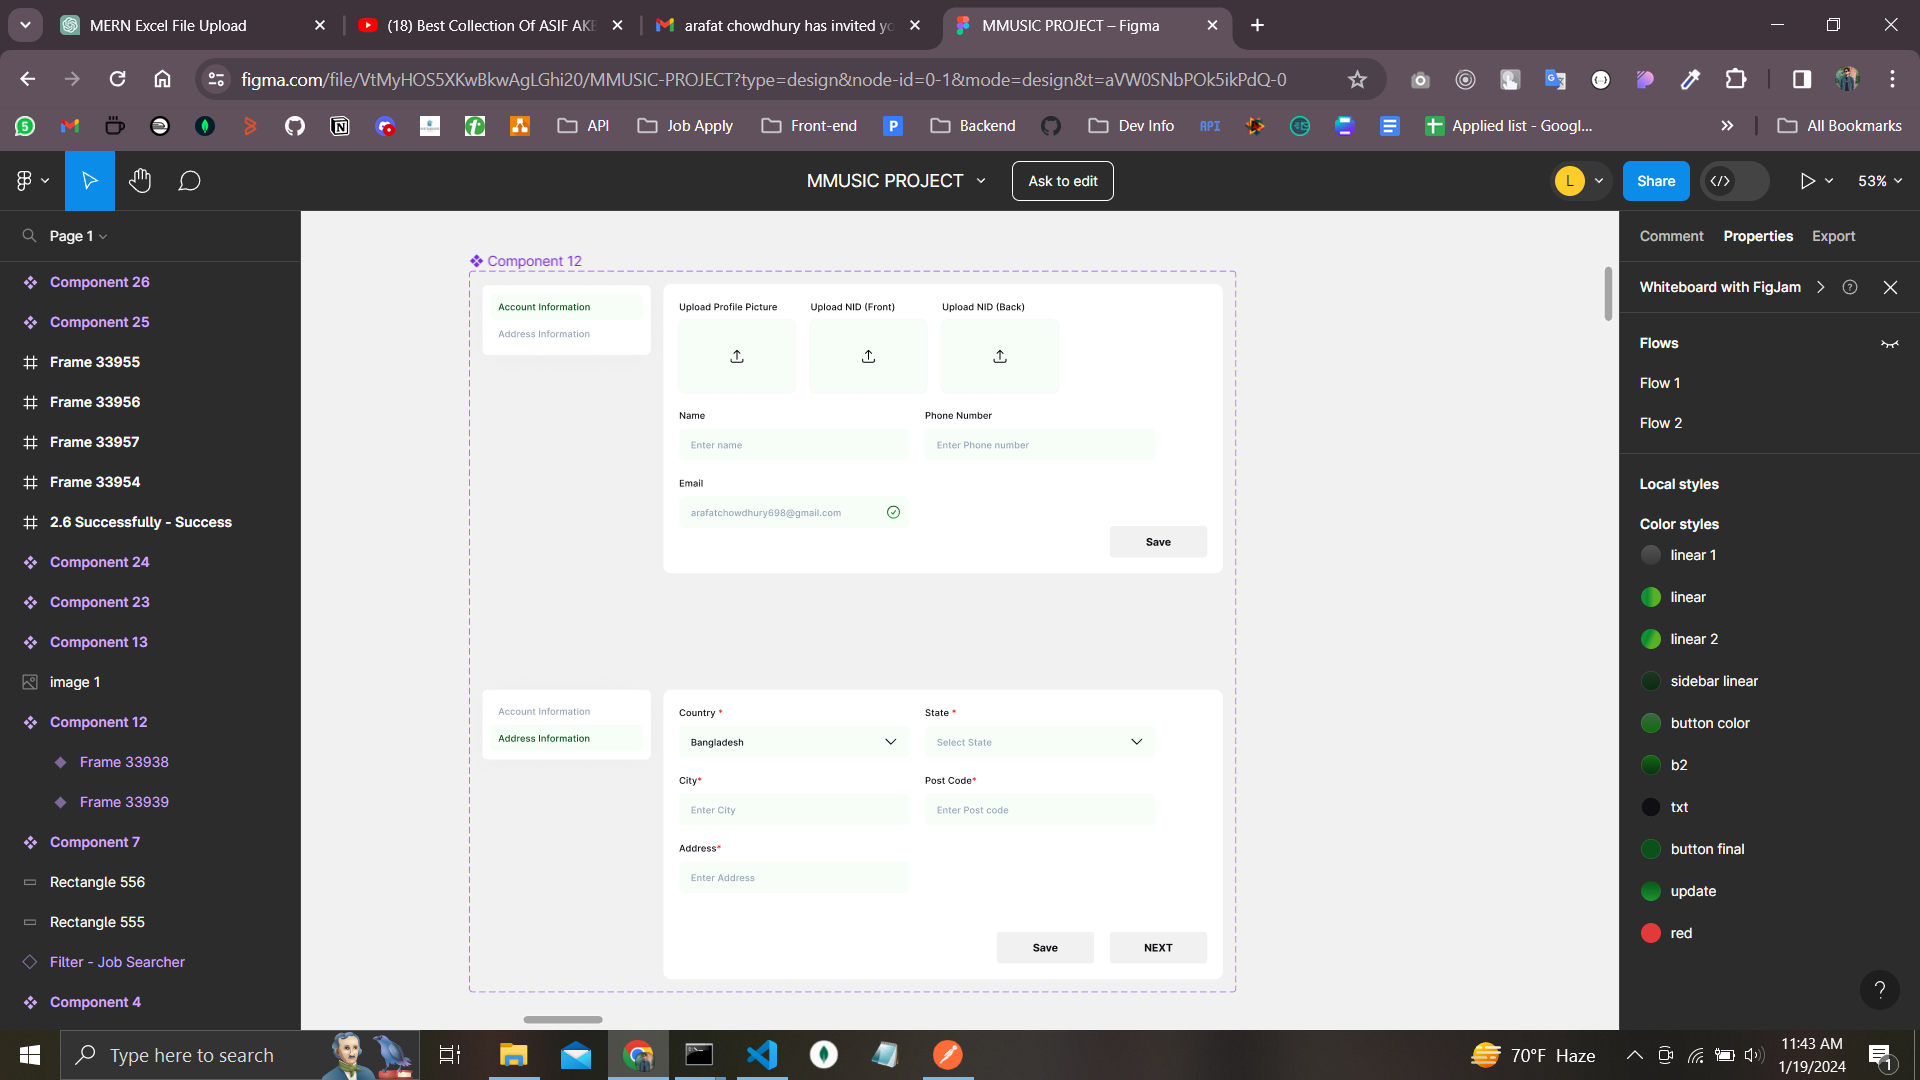 MERN Excel File Upload
(18) Best Collection Of ASIF AK
arafat chowdhury has invited yo
MMUSIC PROJECT – Figma
figma.com/file/VtMyHOS5XKwBkwAgLGhi20/MMUSIC-PROJECT?type=design&node-id=0-1&mode=design&t=aVW0SNbPOk5ikPdQ-0
API
Job Apply
Front-end
Backend
Dev Info
API
Applied list - Googl...
All Bookmarks
MMUSIC PROJECT
Ask to edit
L
Share
53%
Page 1
Component 26
Component 25
Frame 33955
Frame 33956
Frame 33957
Frame 33954
2.6 Successfully - Success
Component 24
Component 23
Component 13
image 1
Component 12
Frame 33938
Frame 33939
Component 7
Rectangle 556
Rectangle 555
Filter - Job Searcher
Component 4
Component 12
Account Information
Address Information
Upload Profile Picture
Upload NID (Front)
Upload NID (Back)
Name
Phone Number
Enter name
Enter Phone number
Email
arafatchowdhury698@gmail.com
Save
Account Information
Address Information
Country *
State *
Bangladesh
Select State
City*
Post Code*
Enter City
Enter Post code
Address*
Enter Address
Save
NEXT
Comment
Properties
Export
Whiteboard with FigJam
Flows
Flow 1
Flow 2
Local styles
Color styles
linear 1
linear
linear 2
sidebar linear
button color
b2
txt
button final
update
red
?
Type here to search
70°F Haze
11:43 AM
1/19/2024
1